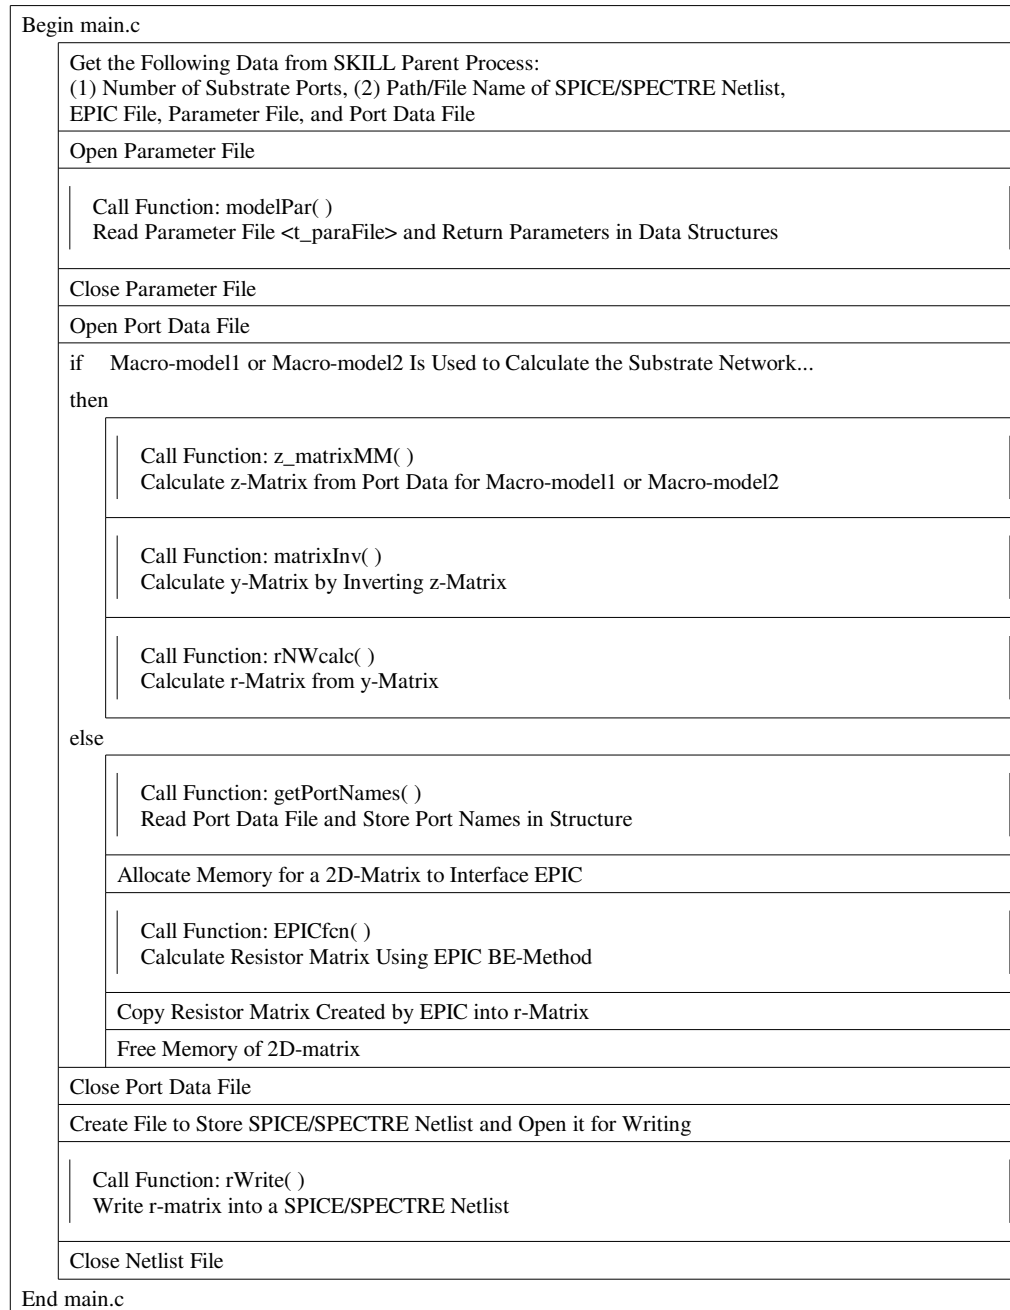 Begin main.c
Get the Following Data from SKILL Parent Process:
(1) Number of Substrate Ports, (2) Path/File Name of SPICE/SPECTRE Netlist,
EPIC File, Parameter File, and Port Data File
Open Parameter File
Call Function: modelPar( )
Read Parameter File <t_paraFile> and Return Parameters in Data Structures
Close Parameter File
Open Port Data File
if Macro-model1 or Macro-model2 Is Used to Calculate the Substrate Network...
then
Call Function: z_matrixMM( )
Calculate z-Matrix from Port Data for Macro-model1 or Macro-model2
Call Function: matrixInv( )
Calculate y-Matrix by Inverting z-Matrix
Call Function: rNWcalc( )
Calculate r-Matrix from y-Matrix
else
Call Function: getPortNames( )
Read Port Data File and Store Port Names in Structure
Allocate Memory for a 2D-Matrix to Interface EPIC
Call Function: EPICfcn( )
Calculate Resistor Matrix Using EPIC BE-Method
Copy Resistor Matrix Created by EPIC into r-Matrix
Free Memory of 2D-matrix
Close Port Data File
Create File to Store SPICE/SPECTRE Netlist and Open it for Writing
Call Function: rWrite( )
Write r-matrix into a SPICE/SPECTRE Netlist
Close Netlist File
End main.c